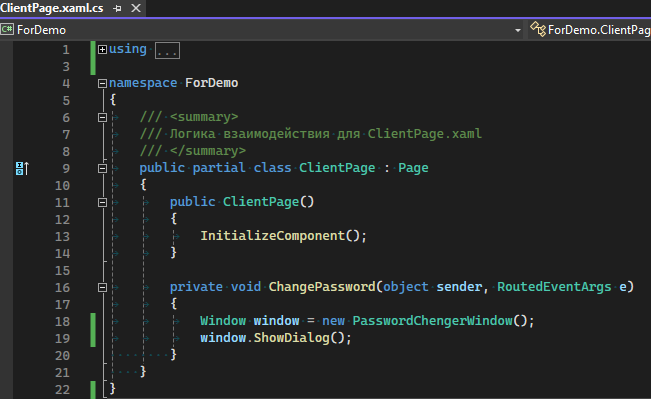 ClientPage.xaml.cs
ForDemo
ForDemo.ClientPag
1 using ...
3
4 namespace ForDemo
5 {
6 /// <summary>
7 /// Логика взаимодействия для ClientPage.xaml
8 /// </summary>
9 public partial class ClientPage : Page
10 {
11 public ClientPage()
12 {
13 InitializeComponent();
14 }
15
16 private void ChangePassword(object sender, RoutedEventArgs e)
17 {
18 Window window = new PasswordChengerWindow();
19 window.ShowDialog();
20 }
21 }
22 }